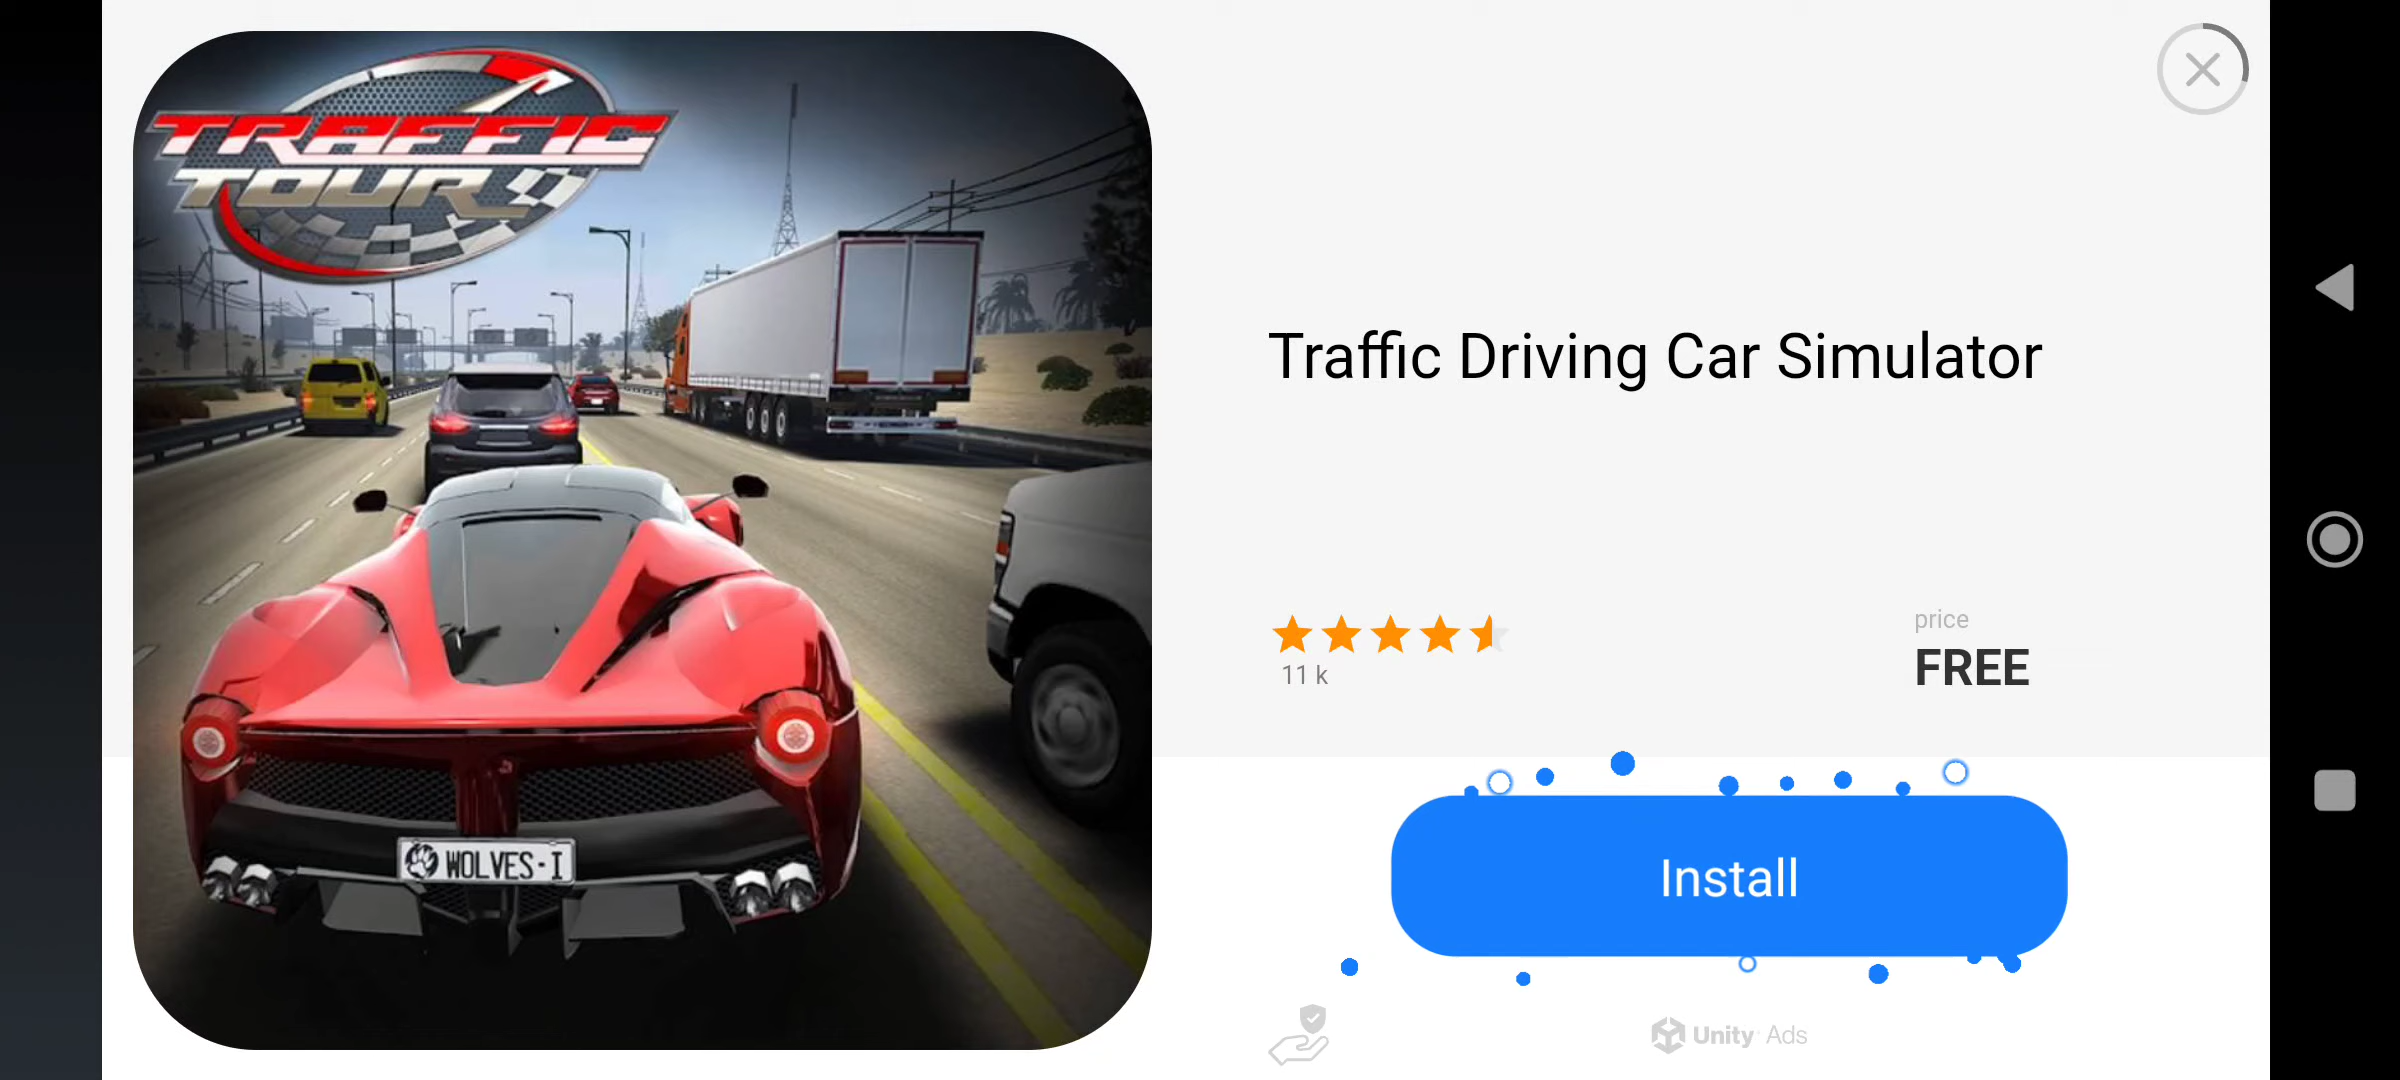 TRAFFIC
TOUR
WOLVES-I
Traffic Driving Car Simulator
11 k
price
FREE
Install
Unity Ads